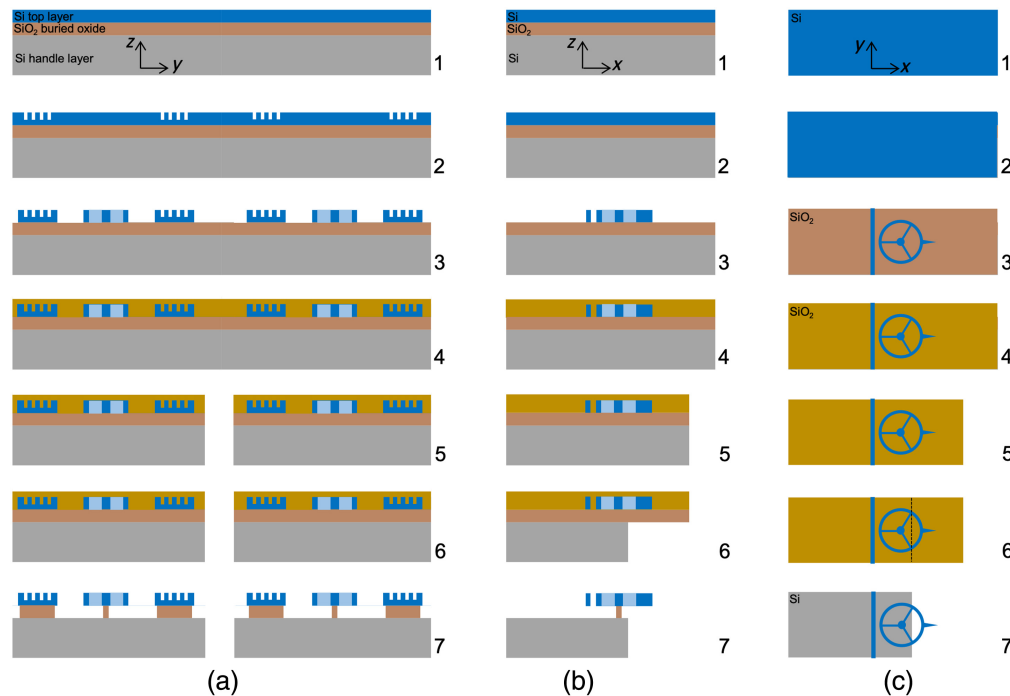 Si top layer
SiO₂ buried oxide
Si handle layer
z
y
1
2
3
4
5
6
7
(a)
Si
SiO₂
Si
z
x
1
2
3
4
5
6
7
(b)
Si
y
x
1
2
SiO₂
3
SiO₂
4
5
6
Si
7
(c)